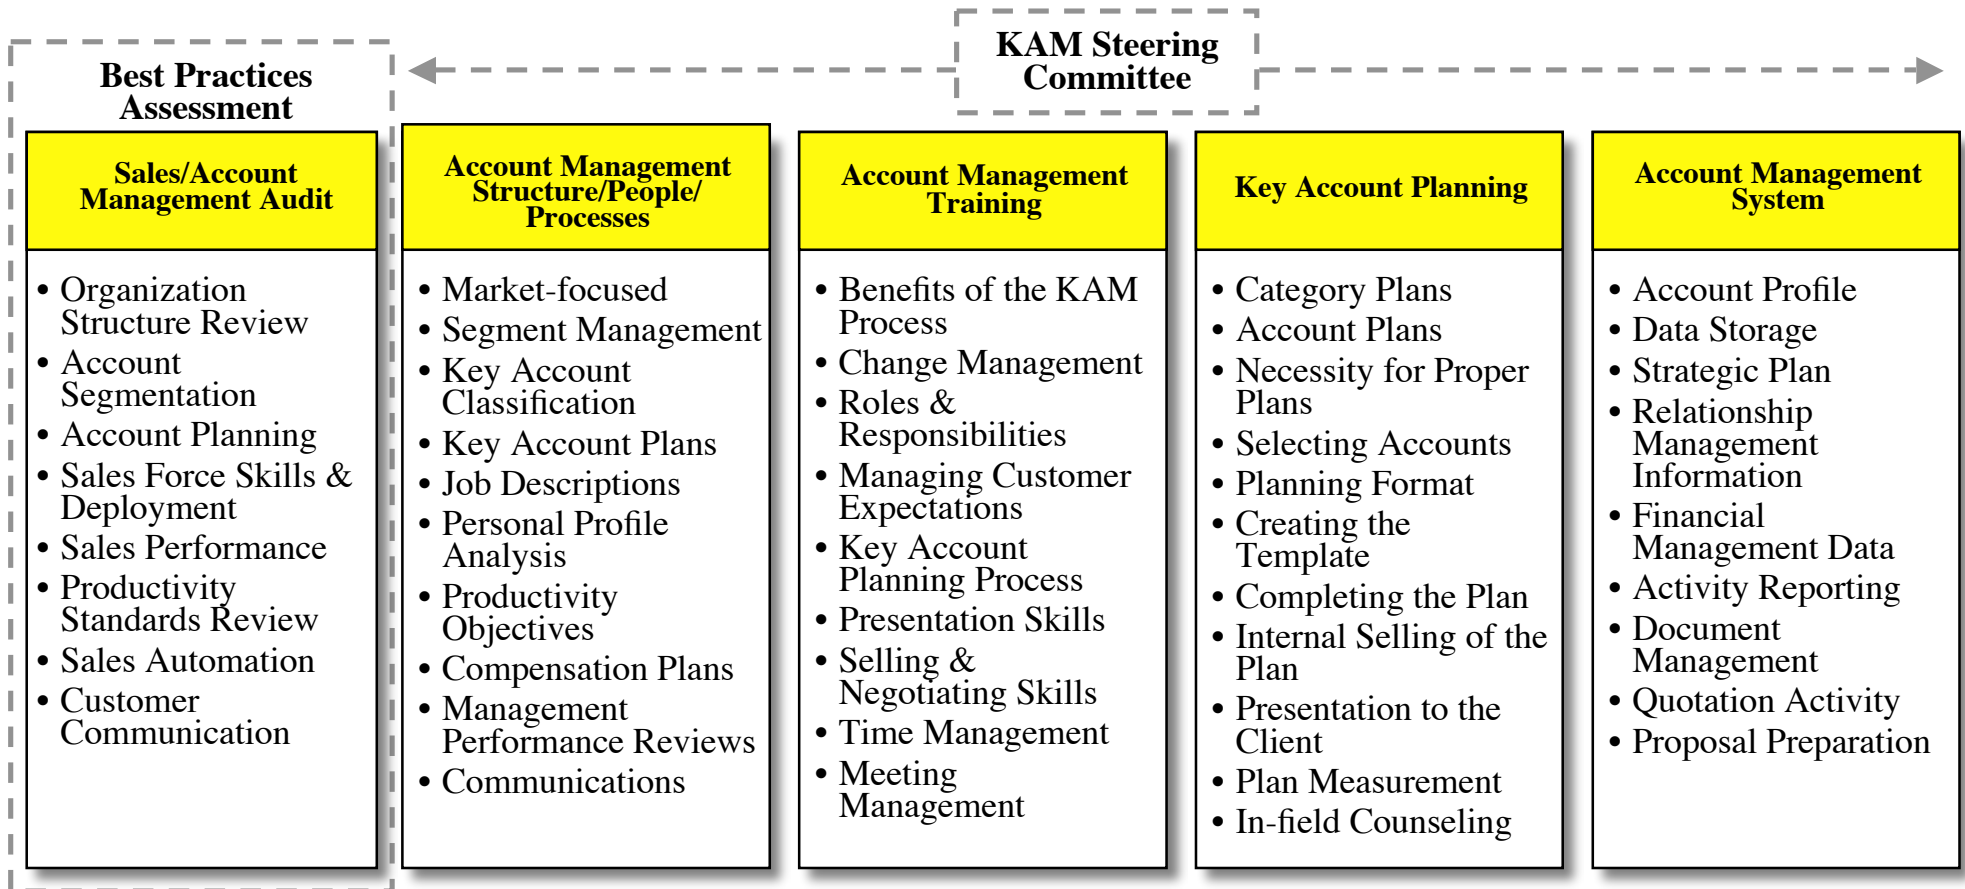 KAM Steering
Committee
Best Practices
Assessment
Sales/Account
Management Audit
• Organization
Structure Review
• Account
Segmentation
• Account Planning
• Sales Force Skills &
Deployment
• Sales Performance
• Productivity
Standards Review
• Sales Automation
• Customer
Communication
Account Management
Structure/People/
Processes
• Market-focused
• Segment Management
• Key Account
Classification
• Key Account Plans
• Job Descriptions
• Personal Profile
Analysis
• Productivity
Objectives
• Compensation Plans
• Management
Performance Reviews
• Communications
Account Management
Training
• Benefits of the KAM
Process
• Change Management
• Roles &
Responsibilities
• Managing Customer
Expectations
• Key Account
Planning Process
• Presentation Skills
• Selling &
Negotiating Skills
• Time Management
• Meeting
Management
Key Account Planning
• Category Plans
• Account Plans
• Necessity for Proper
Plans
• Selecting Accounts
• Planning Format
• Creating the
Template
• Completing the Plan
• Internal Selling of the
Plan
• Presentation to the
Client
• Plan Measurement
• In-field Counseling
Account Management
System
• Account Profile
• Data Storage
• Strategic Plan
• Relationship
Management
Information
• Financial
Management Data
• Activity Reporting
• Document
Management
• Quotation Activity
• Proposal Preparation